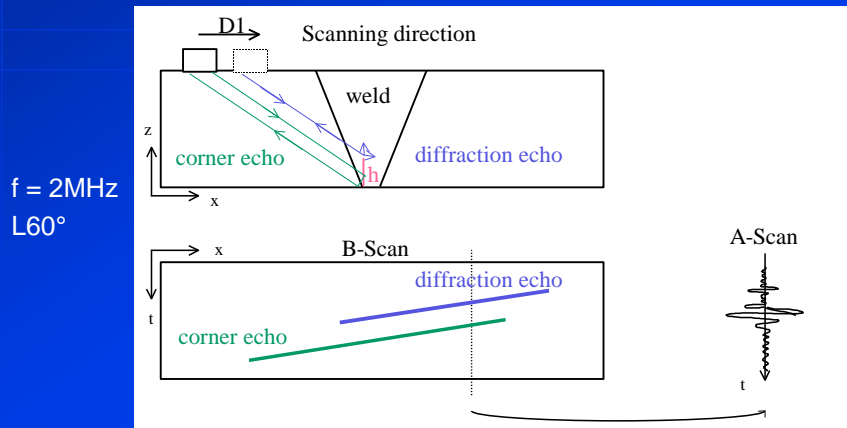 D1
Scanning direction
weld
z
corner echo
diffraction echo
h
x
f = 2MHz
L60°
x
B-Scan
A-Scan
diffraction echo
t
corner echo
t